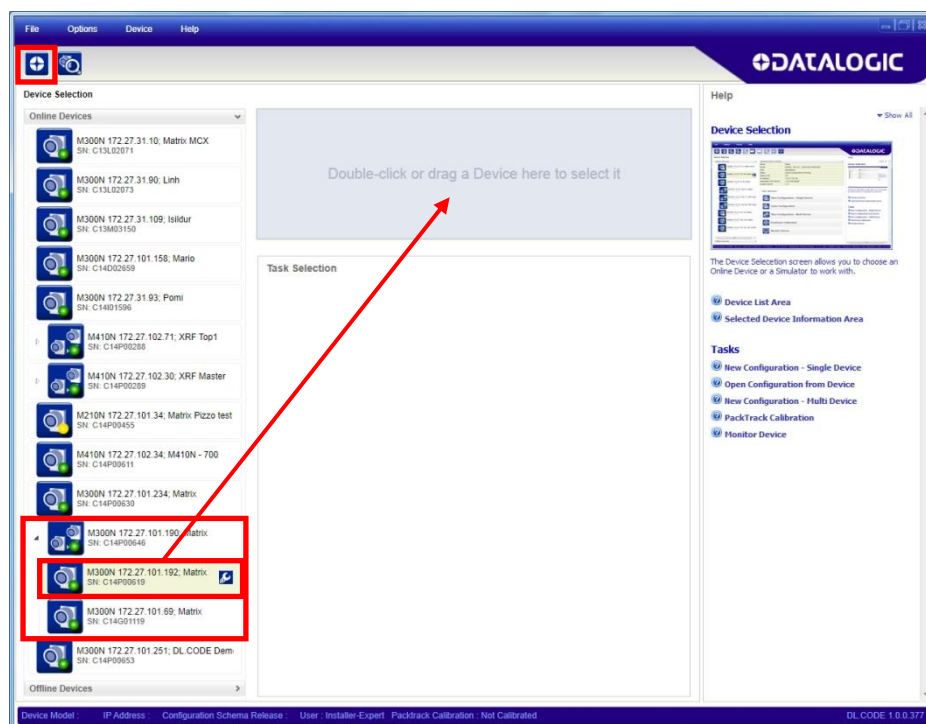 File Options Device Help
DATALOGIC
Device Selection
Online Devices
M300N 172.27.31.10; Matrix MCX
SN: C13L02071
M300N 172.27.31.90; Linh
SN: C13L02073
M300N 172.27.31.109; Isildur
SN: C13M03150
M300N 172.27.101.158; Mario
SN: C14D02659
M300N 172.27.31.93; Pomi
SN: C14I01596
M410N 172.27.102.71; XRF Top1
SN: C14P00288
M410N 172.27.102.30; XRF Master
SN: C14P00289
M210N 172.27.101.34; Matrix Pizzo test
SN: C14P00455
M410N 172.27.102.34; M410N - 700
SN: C14P00611
M300N 172.27.101.234; Matrix
SN: C14P00630
M300N 172.27.101.190; Matrix
SN: C14P00646
M300N 172.27.101.192; Matrix
SN: C14P00619
M300N 172.27.101.69; Matrix
SN: C14G01119
M300N 172.27.101.251; DL.CODE Dem
SN: C14P00653
Offline Devices
Double-click or drag a Device here to select it
Task Selection
Help
Show All
Device Selection
The Device Selecetion screen allows you to choose an
Online Device or a Simulator to work with.
Device List Area
Selected Device Information Area
Tasks
New Configuration - Single Device
Open Configuration from Device
New Configuration - Multi Device
PackTrack Calibration
Monitor Device
Device Model : IP Address : Configuration Schema Release : User : Installer-Expert Packtrack Calibration : Not Calibrated DL.CODE 1.0.0.377